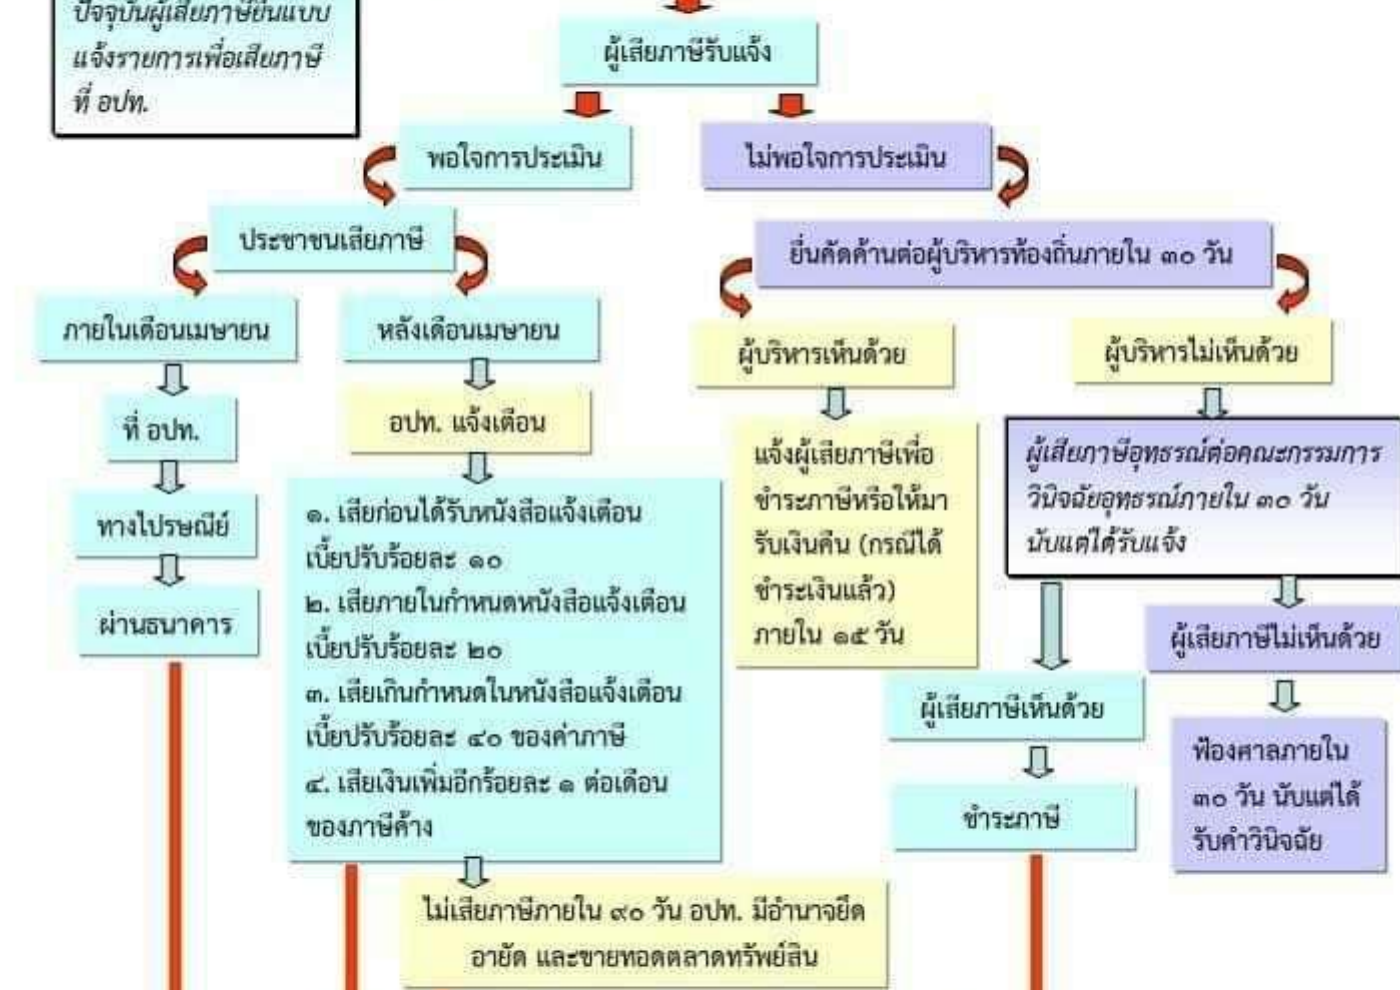 ปัจจุบันผู้เสียภาษียื่นแบบ
แจ้งรายการเพื่อเสียภาษี
ที่ อปท.
ผู้เสียภาษีรับแจ้ง
พอใจการประเมิน
ไม่พอใจการประเมิน
ประชาชนเสียภาษี
ยื่นคัดค้านต่อผู้บริหารท้องถิ่นภายใน ๓๐ วัน
ภายในเดือนเมษายน
หลังเดือนเมษายน
ผู้บริหารเห็นด้วย
ผู้บริหารไม่เห็นด้วย
ที่ อปท.
ทางไปรษณีย์
ผ่านธนาคาร
อปท. แจ้งเตือน
๑. เสียก่อนได้รับหนังสือแจ้งเตือน
เบี้ยปรับร้อยละ ๑๐
๒. เสียภายในกำหนดหนังสือแจ้งเตือน
เบี้ยปรับร้อยละ ๒๐
๓. เสียเกินกำหนดในหนังสือแจ้งเตือน
เบี้ยปรับร้อยละ ๔๐ ของค่าภาษี
๔. เสียเงินเพิ่มอีกร้อยละ ๑ ต่อเดือน
ของภาษีค้าง
ไม่เสียภาษีภายใน ๙๐ วัน อปท. มีอำนาจยึด
อายัด และขายทอดตลาดทรัพย์สิน
แจ้งผู้เสียภาษีเพื่อ
ชำระภาษีหรือให้มา
รับเงินคืน (กรณีได้
ชำระเงินแล้ว)
ภายใน ๑๕ วัน
ผู้เสียภาษีอุทธรณ์ต่อคณะกรรมการ
วินิจฉัยอุทธรณ์ภายใน ๓๐ วัน
นับแต่ได้รับแจ้ง
ผู้เสียภาษีเห็นด้วย
ชำระภาษี
ผู้เสียภาษีไม่เห็นด้วย
ฟ้องศาลภายใน
๓๐ วัน นับแต่ได้
รับคำวินิจฉัย